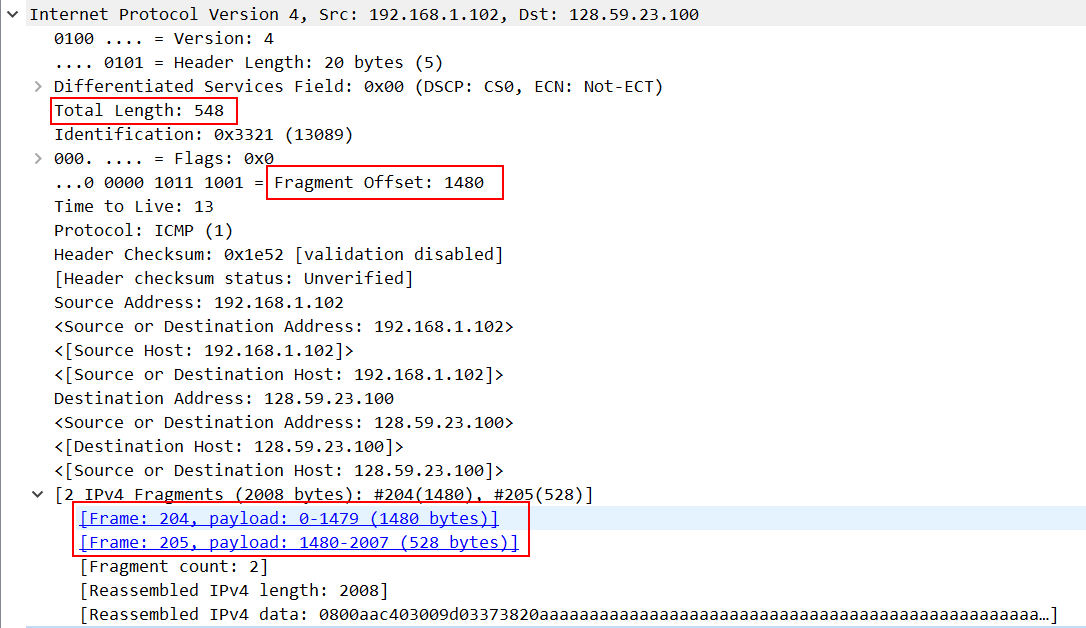 Internet Protocol Version 4, Src: 192.168.1.102, Dst: 128.59.23.100
0100 .... = Version: 4
.... 0101 = Header Length: 20 bytes (5)
Differentiated Services Field: 0x00 (DSCP: CS0, ECN: Not-ECT)
Total Length: 548
Identification: 0x3321 (13089)
000. .... = Flags: 0x0
...0 0000 1011 1001 = Fragment Offset: 1480
Time to Live: 13
Protocol: ICMP (1)
Header Checksum: 0x1e52 [validation disabled]
[Header checksum status: Unverified]
Source Address: 192.168.1.102
<Source or Destination Address: 192.168.1.102>
<[Source Host: 192.168.1.102]>
<[Source or Destination Host: 192.168.1.102]>
Destination Address: 128.59.23.100
<Source or Destination Address: 128.59.23.100>
<[Destination Host: 128.59.23.100]>
<[Source or Destination Host: 128.59.23.100]>
[2 IPv4 Fragments (2008 bytes): #204(1480), #205(528)]
[Frame: 204, payload: 0-1479 (1480 bytes)]
[Frame: 205, payload: 1480-2007 (528 bytes)]
[Fragment count: 2]
[Reassembled IPv4 length: 2008]
[Reassembled IPv4 data: 0800aac403009d03373820aaaaaaaaaaaaaaaaaaaaaaaaaaaaaaaaaaaaaaaaaaaaaaaaaa…]